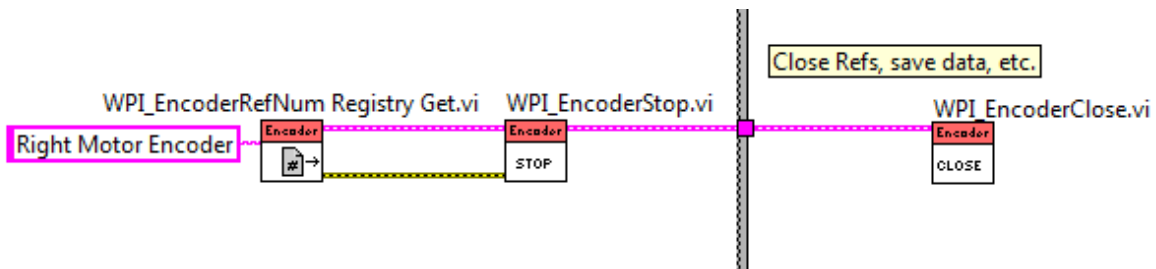 Close Refs, save data, etc.
WPI_EncoderRefNum Registry Get.vi
WPI_EncoderStop.vi
WPI_EncoderClose.vi
Right Motor Encoder
Encoder
#
Encoder
STOP
Encoder
CLOSE